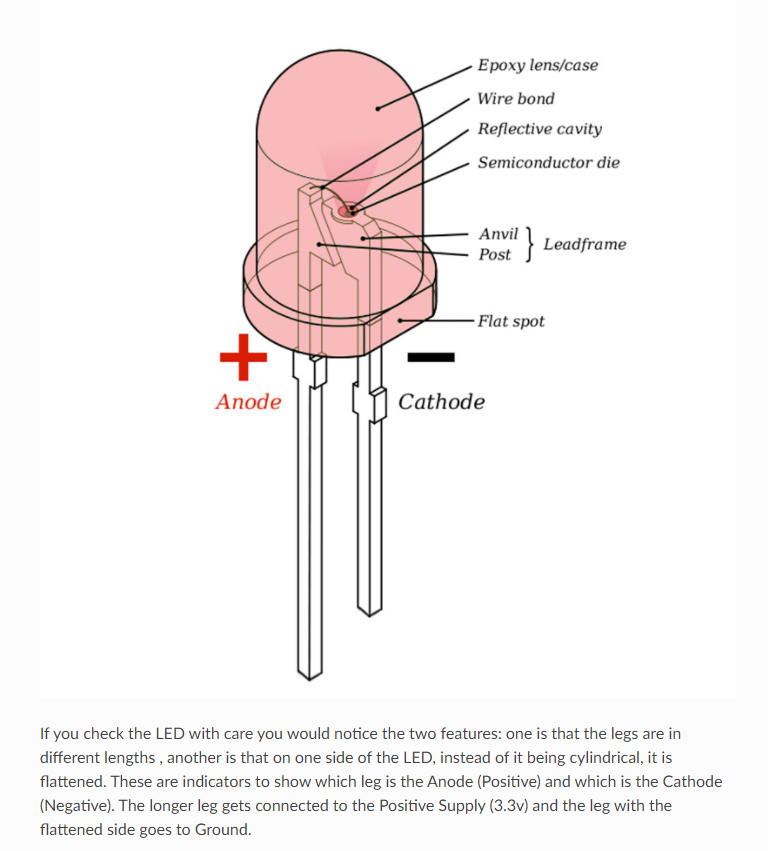 Epoxy lens/case
Wire bond
Reflective cavity
Semiconductor die
Anvil
Post
} Leadframe
Flat spot
+
−
Anode
Cathode
If you check the LED with care you would notice the two features: one is that the legs are in
different lengths , another is that on one side of the LED, instead of it being cylindrical, it is
flattened. These are indicators to show which leg is the Anode (Positive) and which is the Cathode
(Negative). The longer leg gets connected to the Positive Supply (3.3v) and the leg with the
flattened side goes to Ground.